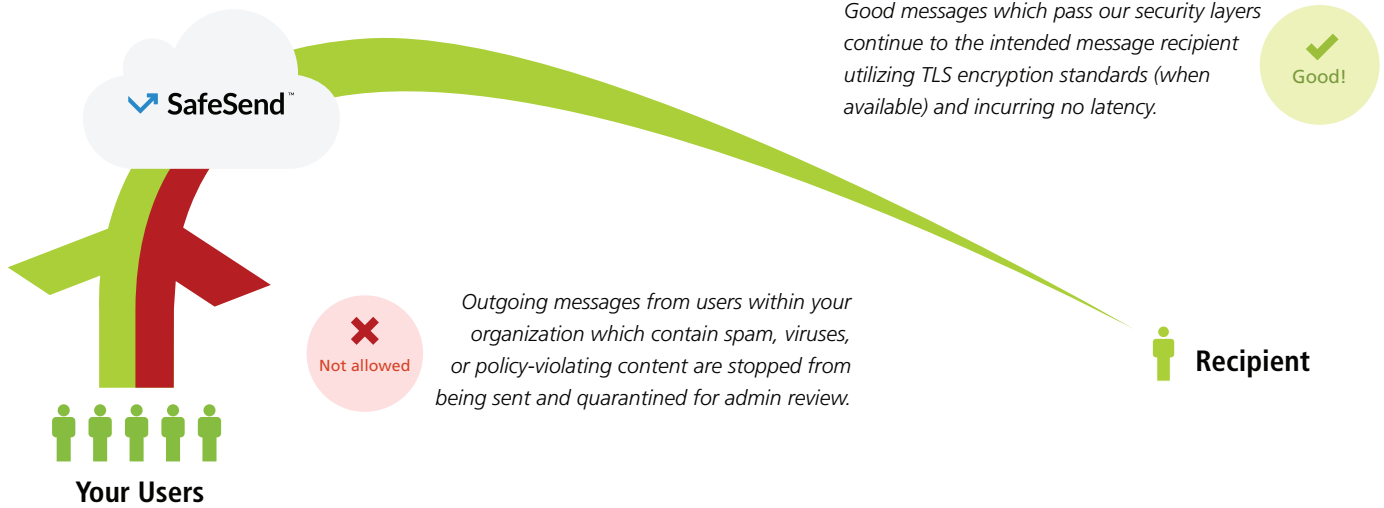 Good messages which pass our security layers
continue to the intended message recipient
utilizing TLS encryption standards (when
available) and incurring no latency.
Good!
SafeSend™
Outgoing messages from users within your
organization which contain spam, viruses,
or policy-violating content are stopped from
being sent and quarantined for admin review.
Not allowed
Recipient
Your Users